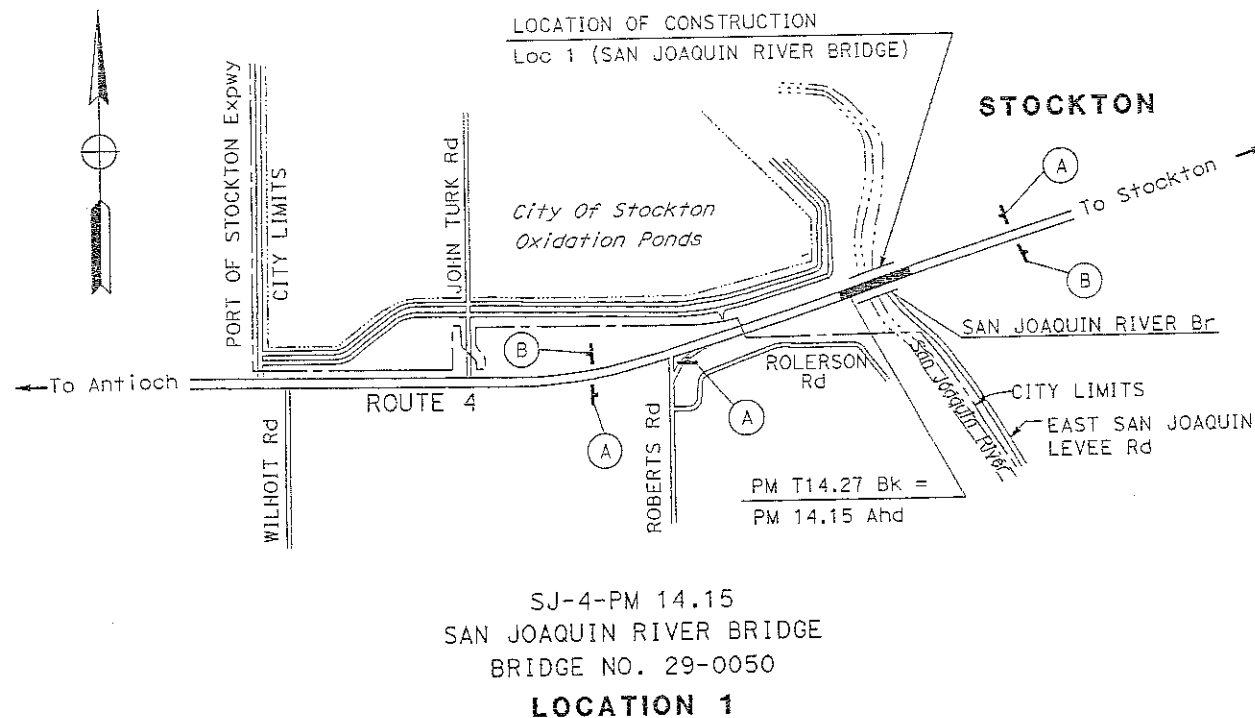 LOCATION OF CONSTRUCTION
Loc 1 (SAN JOAQUIN RIVER BRIDGE)
STOCKTON
PORT OF STOCKTON Expwy
CITY LIMITS
JOHN TURK Rd
City Of Stockton
Oxidation Ponds
A
To Stockton
B
SAN JOAQUIN RIVER Br
B
ROLERSON
Rd
San Joaquin River
CITY LIMITS
To Antioch
ROUTE 4
A
A
EAST SAN JOAQUIN
LEVEE Rd
WILHOIT Rd
ROBERTS Rd
PM T14.27 Bk =
PM 14.15 Ahd
SJ-4-PM 14.15
SAN JOAQUIN RIVER BRIDGE
BRIDGE NO. 29-0050
LOCATION 1